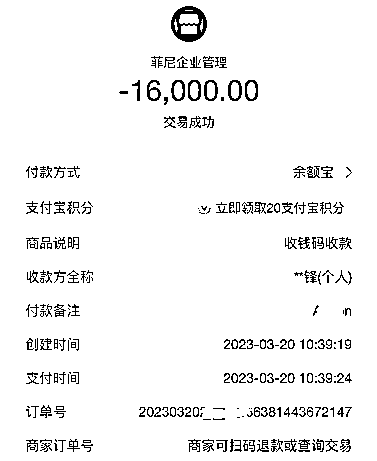 菲尼企业管理
-16,000.00
交易成功
付款方式 余额宝
支付宝积分 立即领取20支付宝积分
商品说明 收钱码收款
收款方全称 **锋(个人)
付款备注
创建时间 2023-03-20 10:39:19
支付时间 2023-03-20 10:39:24
订单号
商家订单号 商家可扫码退款或查询交易